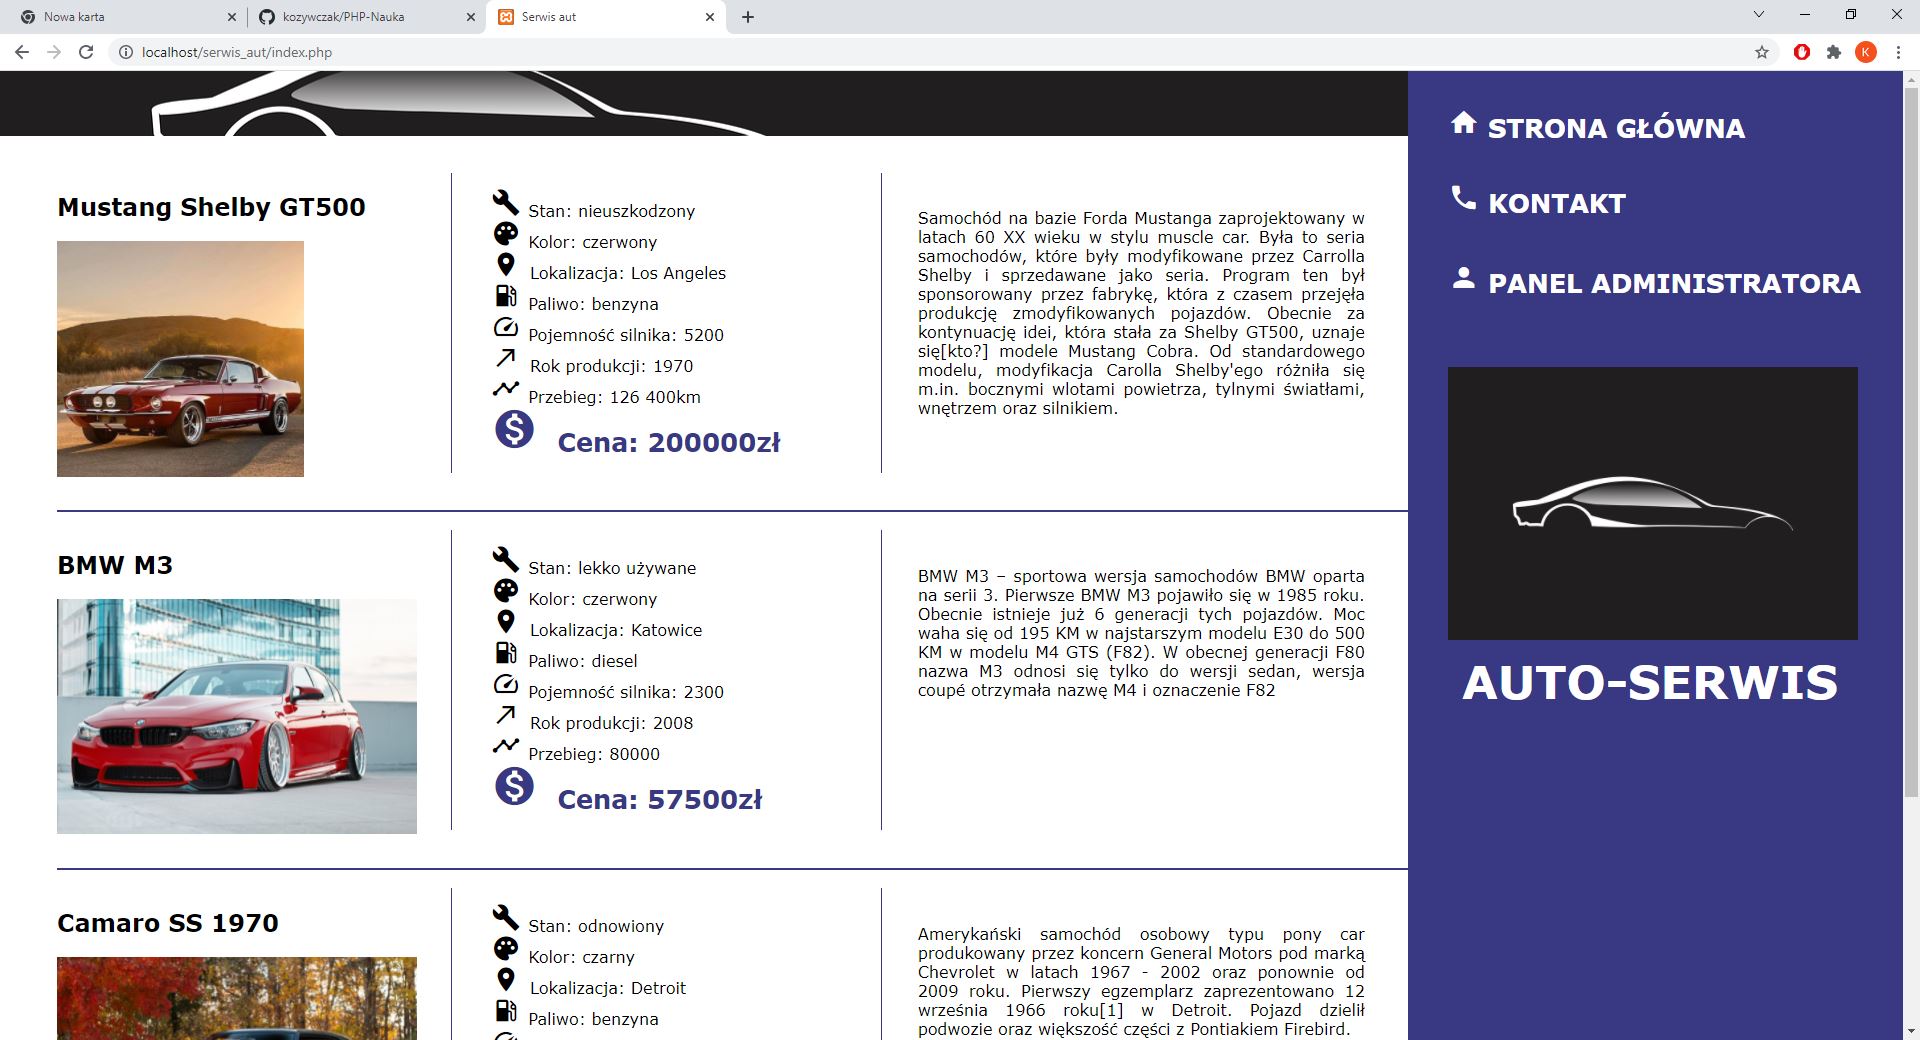 Nowa karta
kozywczak/PHP-Nauka
Serwis aut
localhost/serwis_aut/index.php
K
Mustang Shelby GT500
Stan: nieuszkodzony
Kolor: czerwony
Lokalizacja: Los Angeles
Paliwo: benzyna
Pojemność silnika: 5200
Rok produkcji: 1970
Przebieg: 126 400km
Cena: 200000zł
Samochód na bazie Forda Mustanga zaprojektowany w
latach 60 XX wieku w stylu muscle car. Była to seria
samochodów, które były modyfikowane przez Carrolla
Shelby i sprzedawane jako seria. Program ten był
sponsorowany przez fabrykę, która z czasem przejęła
produkcję zmodyfikowanych pojazdów. Obecnie za
kontynuację idei, która stała za Shelby GT500, uznaje
się[kto?] modele Mustang Cobra. Od standardowego
modelu, modyfikacja Carolla Shelby'ego różniła się
m.in. bocznymi wlotami powietrza, tylnymi światłami,
wnętrzem oraz silnikiem.
BMW M3
Stan: lekko używane
Kolor: czerwony
Lokalizacja: Katowice
Paliwo: diesel
Pojemność silnika: 2300
Rok produkcji: 2008
Przebieg: 80000
Cena: 57500zł
BMW M3 – sportowa wersja samochodów BMW oparta
na serii 3. Pierwsze BMW M3 pojawiło się w 1985 roku.
Obecnie istnieje już 6 generacji tych pojazdów. Moc
waha się od 195 KM w najstarszym modelu E30 do 500
KM w modelu M4 GTS (F82). W obecnej generacji F80
nazwa M3 odnosi się tylko do wersji sedan, wersja
coupé otrzymała nazwę M4 i oznaczenie F82
Camaro SS 1970
Stan: odnowiony
Kolor: czarny
Lokalizacja: Detroit
Paliwo: benzyna
Amerykański samochód osobowy typu pony car
produkowany przez koncern General Motors pod marką
Chevrolet w latach 1967 - 2002 oraz ponownie od
2009 roku. Pierwszy egzemplarz zaprezentowano 12
września 1966 roku[1] w Detroit. Pojazd dzielił
podwozie oraz większość części z Pontiakiem Firebird.
STRONA GŁÓWNA
KONTAKT
PANEL ADMINISTRATORA
AUTO-SERWIS